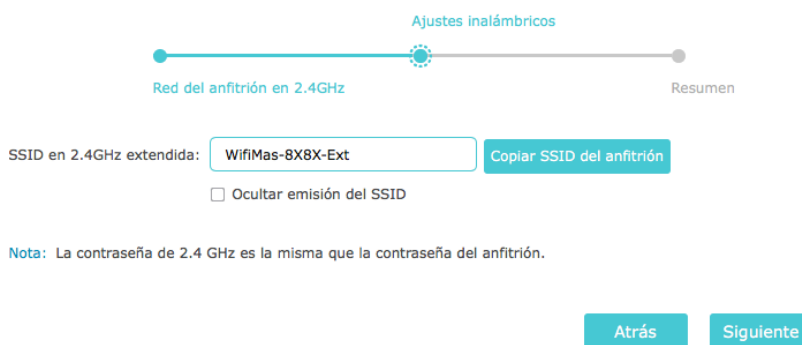 Ajustes inalámbricos
Red del anfitrión en 2.4GHz
Resumen
SSID en 2.4GHz extendida: WifiMas-8X8X-Ext Copiar SSID del anfitrión
Ocultar emisión del SSID
Nota: La contraseña de 2.4 GHz es la misma que la contraseña del anfitrión.
Atrás Siguiente